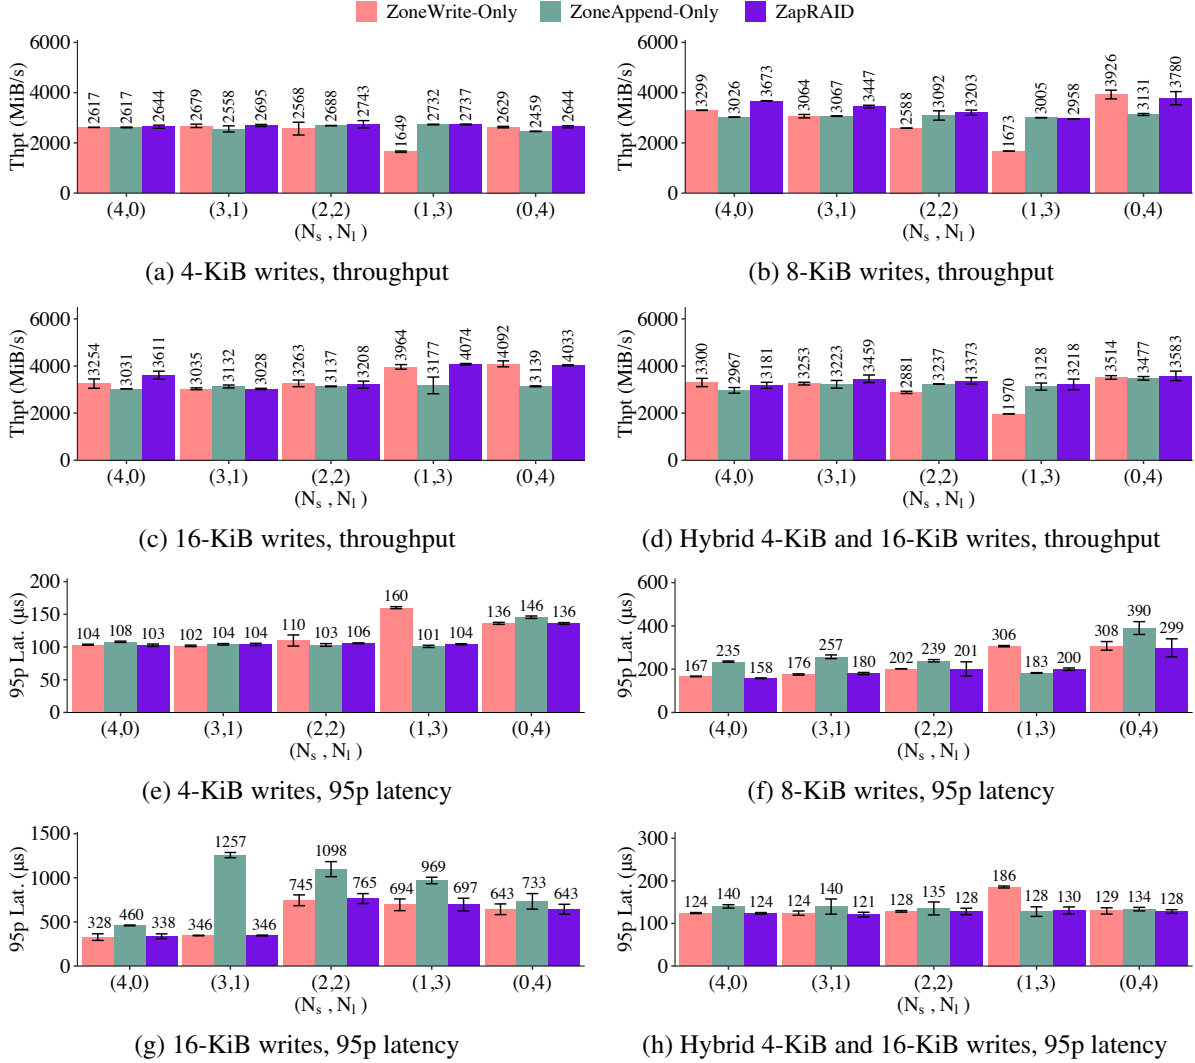 ZoneWrite-Only ZoneAppend-Only ZapRAID
Thpt (MiB/s)
6000
4000
2000
0
2617 2617 2644 2679 2558 2695 2568 2688 2743 1649 2732 2737 2629 2459 2644
(4,0) (3,1) (2,2) (1,3) (0,4)
(Ns , Nl )
(a) 4-KiB writes, throughput
Thpt (MiB/s)
6000
4000
2000
0
3299 3026 3673 3064 3067 3447 2588 3092 3203 1673 3005 2958 3926 3131 3780
(4,0) (3,1) (2,2) (1,3) (0,4)
(Ns , Nl )
(b) 8-KiB writes, throughput
Thpt (MiB/s)
6000
4000
2000
0
3254 3031 3611 3035 3132 3028 3263 3137 3208 3964 3177 4074 4092 3139 4033
(4,0) (3,1) (2,2) (1,3) (0,4)
(Ns , Nl )
(c) 16-KiB writes, throughput
Thpt (MiB/s)
6000
4000
2000
0
3300 2967 3181 3253 3223 3459 2881 3237 3373 1970 3128 3218 3514 3477 3583
(4,0) (3,1) (2,2) (1,3) (0,4)
(Ns , Nl )
(d) Hybrid 4-KiB and 16-KiB writes, throughput
95p Lat. (μs)
200
150
100
50
0
104 108 103 102 104 104 110 103 106 160 101 104 136 146 136
(4,0) (3,1) (2,2) (1,3) (0,4)
(Ns , Nl )
(e) 4-KiB writes, 95p latency
95p Lat. (μs)
600
400
200
0
167 235 158 176 257 180 202 239 201 306 183 200 308 390 299
(4,0) (3,1) (2,2) (1,3) (0,4)
(Ns , Nl )
(f) 8-KiB writes, 95p latency
95p Lat. (μs)
1500
1000
500
0
328 460 338 346 1257 346 745 1098 765 694 969 697 643 733 643
(4,0) (3,1) (2,2) (1,3) (0,4)
(Ns , Nl )
(g) 16-KiB writes, 95p latency
95p Lat. (μs)
300
200
100
0
124 140 124 124 140 121 128 135 128 186 128 130 129 134 128
(4,0) (3,1) (2,2) (1,3) (0,4)
(Ns , Nl )
(h) Hybrid 4-KiB and 16-KiB writes, 95p latency